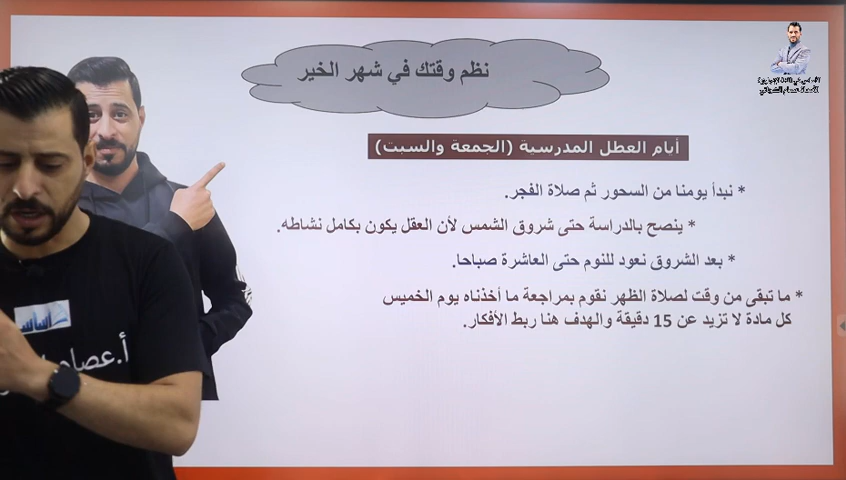 نظم وقتك في شهر الخير
أيام العطل المدرسية (الجمعة والسبت)
* نبدأ يومنا من السحور ثم صلاة الفجر.
* ينصح بالدراسة حتى شروق الشمس لأن العقل يكون بكامل نشاطه.
* بعد الشروق نعود للنوم حتى العاشرة صباحا.
* ما تبقى من وقت لصلاة الظهر نقوم بمراجعة ما أخذناه يوم الخميس
كل مادة لا تزيد عن 15 دقيقة والهدف هنا ربط الأفكار.
أساس
أ.عصام